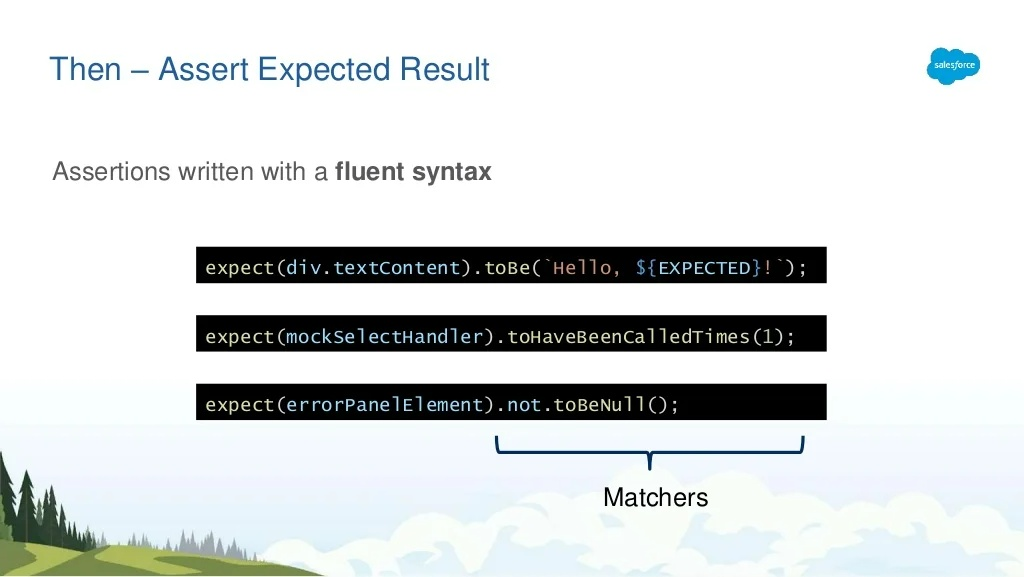 Then – Assert Expected Result
salesforce
Assertions written with a fluent syntax
expect(div.textContent).toBe(`Hello, ${EXPECTED}!`);
expect(mockSelectHandler).toHaveBeenCalledTimes(1);
expect(errorPanelElement).not.toBeNull();
Matchers